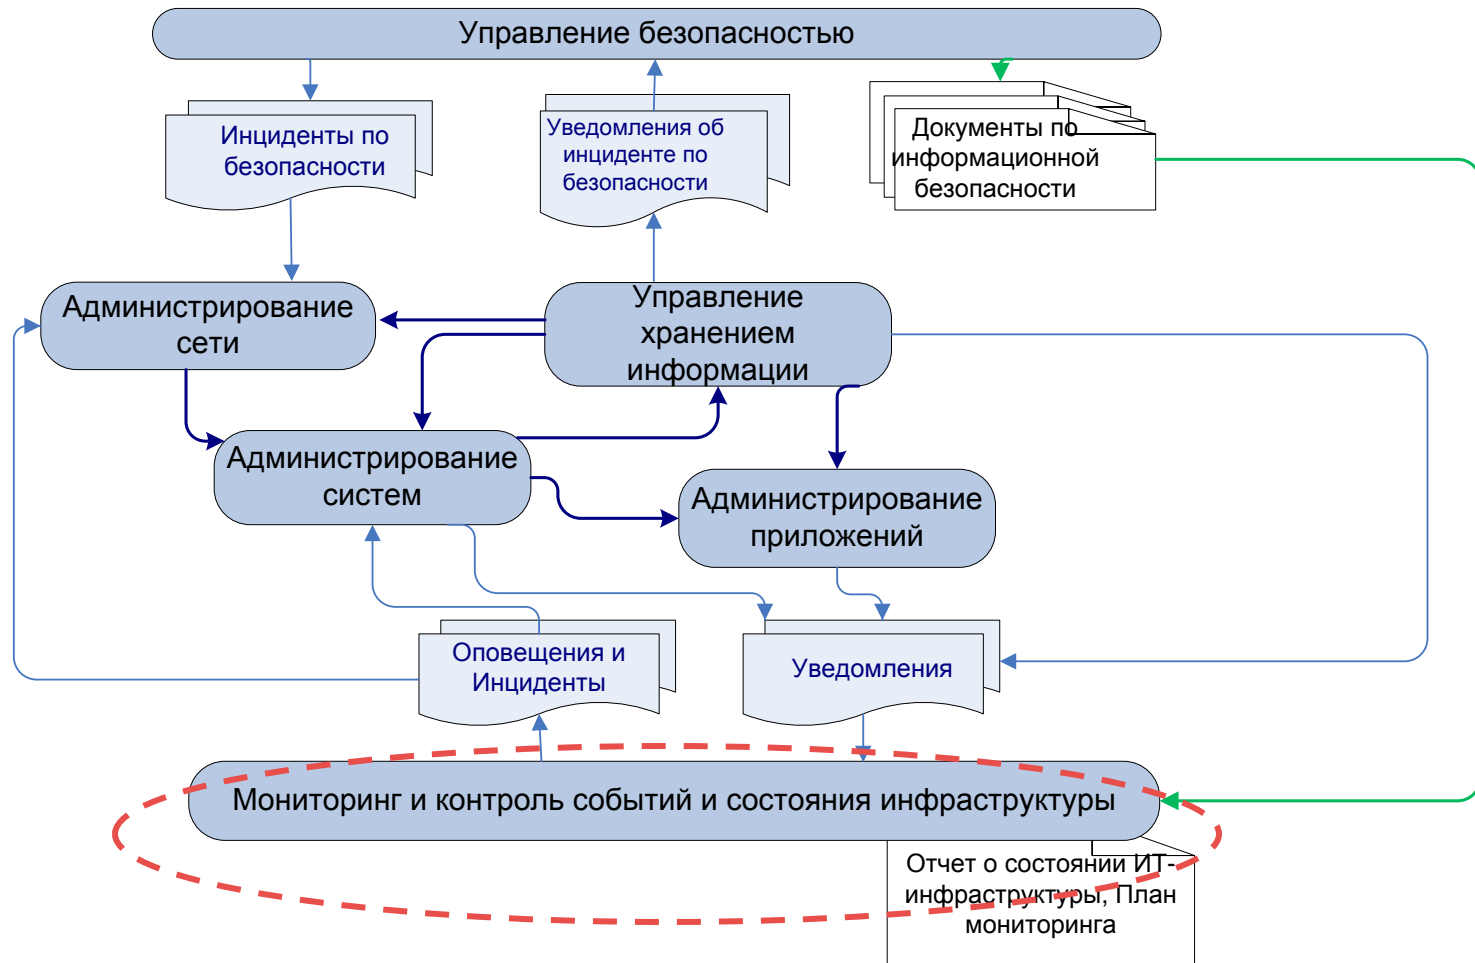 Управление безопасностью
Инциденты по
безопасности
Уведомления об
инциденте по
безопасности
Документы по
информационной
безопасности
Администрирование
сети
Управление
хранением
информации
Администрирование
систем
Администрирование
приложений
Оповещения и
Инциденты
Уведомления
Мониторинг и контроль событий и состояния инфраструктуры
Отчет о состоянии ИТ-
инфраструктуры, План
мониторинга